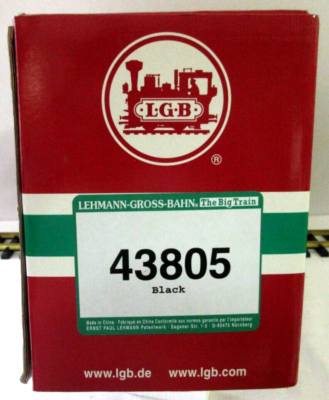 L·G·B
®
LEHMANN-GROSS-BAHN® The Big Train
43805
Black
Made in China · Fabriqué en Chine Conformité aux normes garantie par l'importateur
ERNST PAUL LEHMANN Patentwerk · Saganer Str. 1-5 · D-90475 Nürnberg
www.lgb.de www.lgb.com